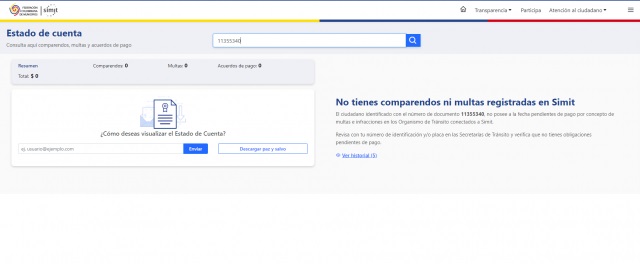 FEDERACIÓN COLOMBIANA DE MUNICIPIOS
simit
Transparencia
Participa
Atención al ciudadano
Estado de cuenta
Consulta aquí comparendos, multas y acuerdos de pago
11355340
Resumen
Comparendos: 0
Multas: 0
Acuerdos de pago: 0
Total: $ 0
¿Cómo deseas visualizar el Estado de Cuenta?
ej. usuario@ejemplo.com
Enviar
Descargar paz y salvo
No tienes comparendos ni multas registradas en Simit
El ciudadano identificado con el número de documento 11355340, no posee a la fecha pendientes de pago por concepto de
multas e infracciones en los Organismo de Tránsito conectados a Simit.
Revisa con tu número de identificación y/o placa en las Secretarías de Tránsito y verifica que no tienes obligaciones
pendientes de pago.
Ver historial (5)